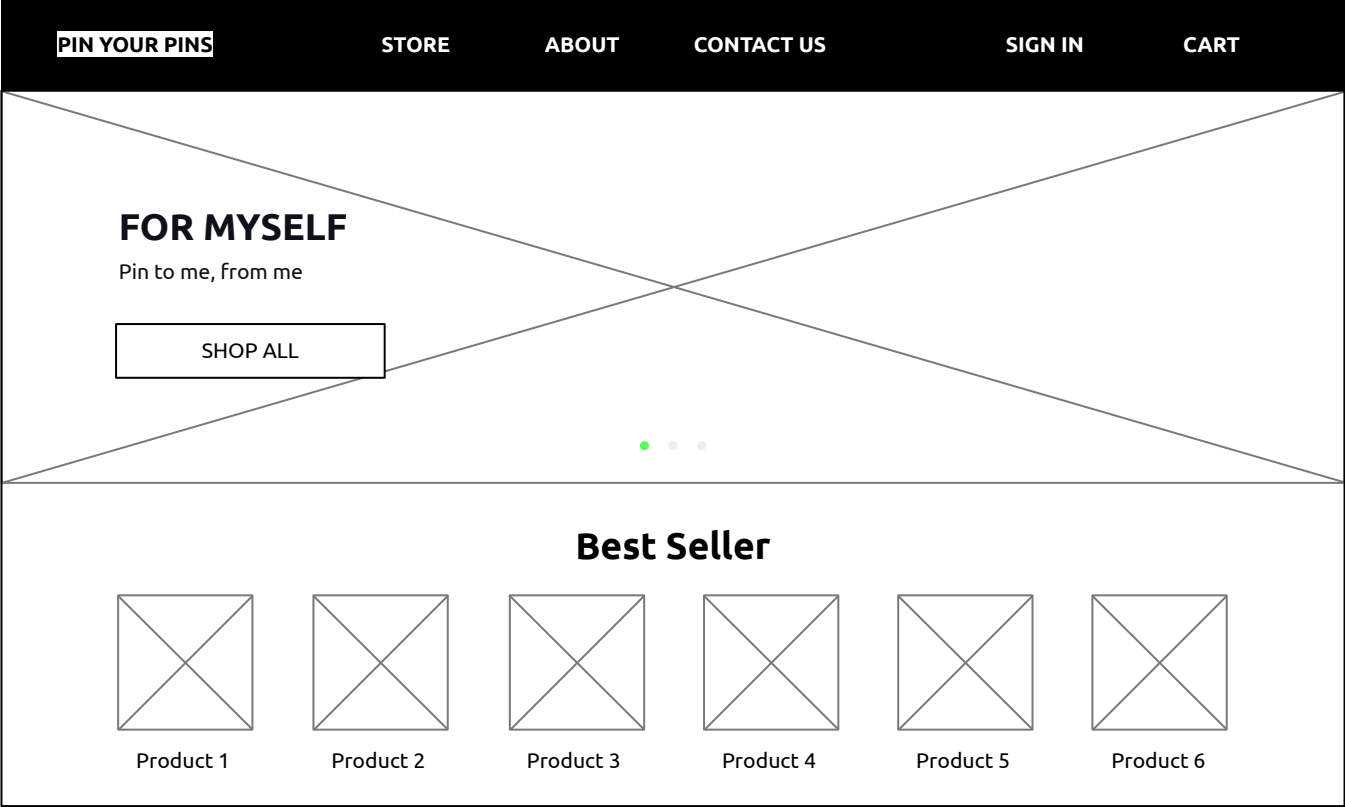 PIN YOUR PINS STORE ABOUT CONTACT US SIGN IN CART
FOR MYSELF
Pin to me, from me
SHOP ALL
Best Seller
Product 1 Product 2 Product 3 Product 4 Product 5 Product 6